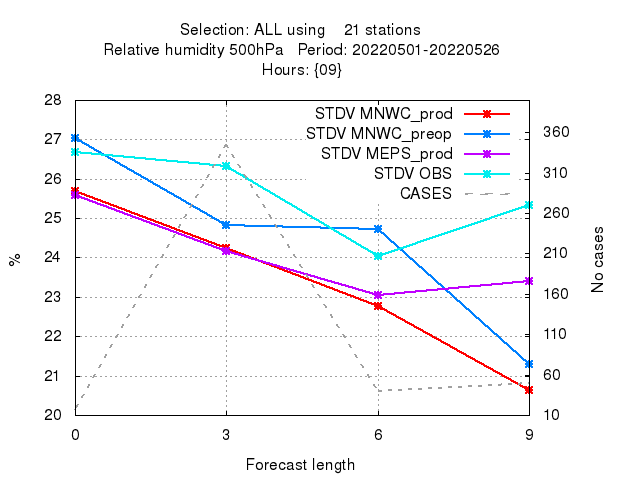 Selection: ALL using    21 stations
Relative humidity 500hPa   Period: 20220501-20220526
Hours: {09}
STDV MNWC_prod
STDV MNWC_preop
STDV MEPS_prod
STDV OBS
CASES
28
27
26
25
24
23
22
21
20
%
360
310
260
210
160
110
60
10
No cases
0 3 6 9
Forecast length